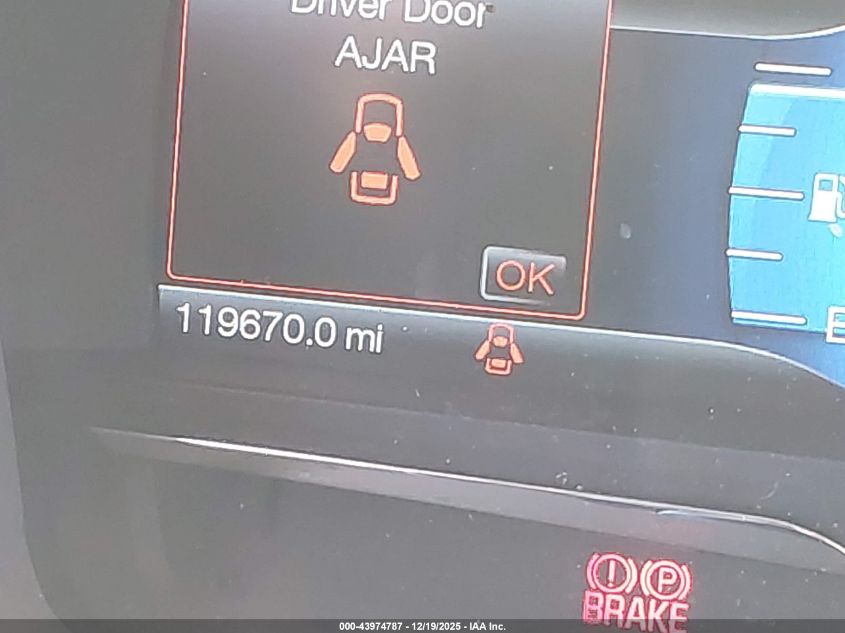 Driver Door
AJAR
OK
119670.0 mi
E
! P
BRAKE
000-43974787 - 12/19/2025 - IAA Inc.